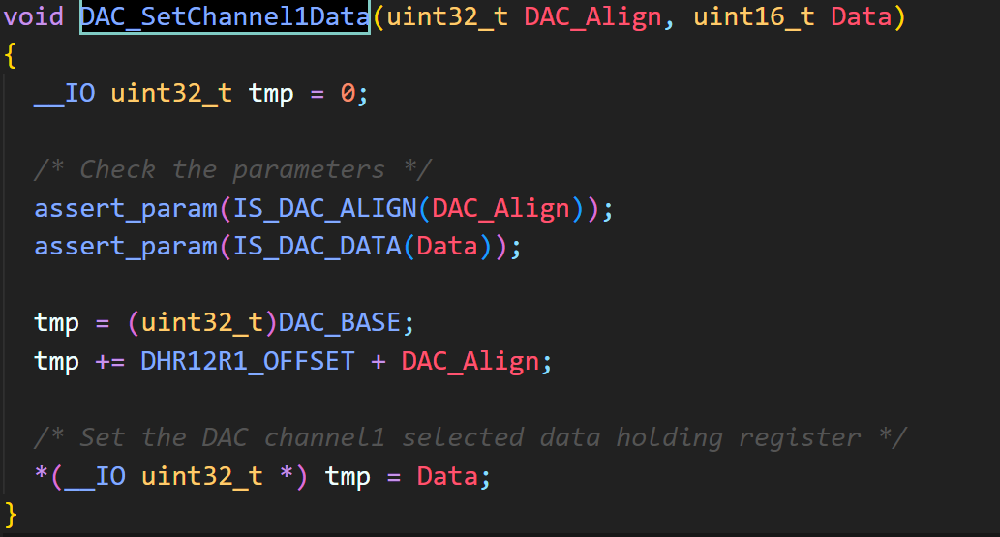 void DAC_SetChannel1Data(uint32_t DAC_Align, uint16_t Data)
{
  __IO uint32_t tmp = 0;
  /* Check the parameters */
  assert_param(IS_DAC_ALIGN(DAC_Align));
  assert_param(IS_DAC_DATA(Data));
  tmp = (uint32_t)DAC_BASE;
  tmp += DHR12R1_OFFSET + DAC_Align;
  /* Set the DAC channel1 selected data holding register */
  *(__IO uint32_t *) tmp = Data;
}